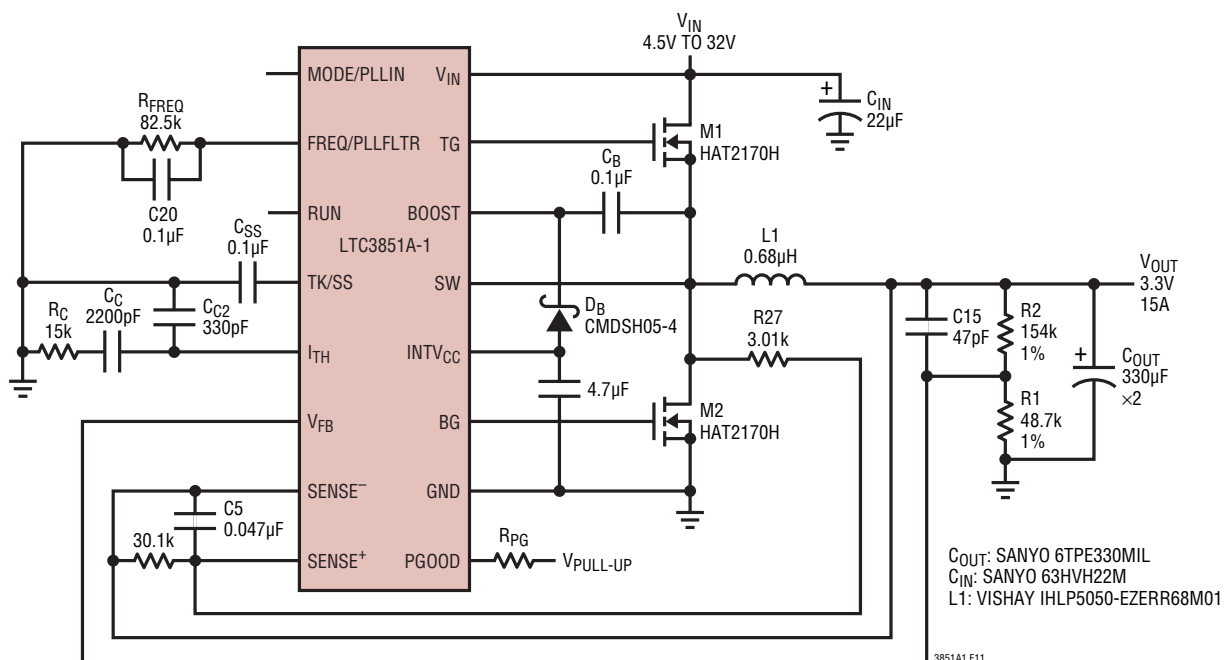 VIN
4.5V TO 32V
MODE/PLLIN
VIN
CIN
22µF
+
RFREQ
82.5k
FREQ/PLLFLTR
TG
M1
HAT2170H
C20
0.1µF
CB
0.1µF
RUN
BOOST
LTC3851A-1
CSS
0.1µF
TK/SS
SW
L1
0.68µH
VOUT
3.3V
15A
RC
15k
CC
2200pF
CC2
330pF
DB
CMDSH05-4
R27
3.01k
C15
47pF
R2
154k
1%
ITH
INTVCC
4.7µF
+
COUT
330µF
×2
R1
48.7k
1%
VFB
BG
M2
HAT2170H
SENSE–
GND
C5
0.047µF
30.1k
SENSE+
PGOOD
RPG
VPULL-UP
COUT: SANYO 6TPE330MIL
CIN: SANYO 63HVH22M
L1: VISHAY IHLP5050-EZERR68M01
3851A1 F11